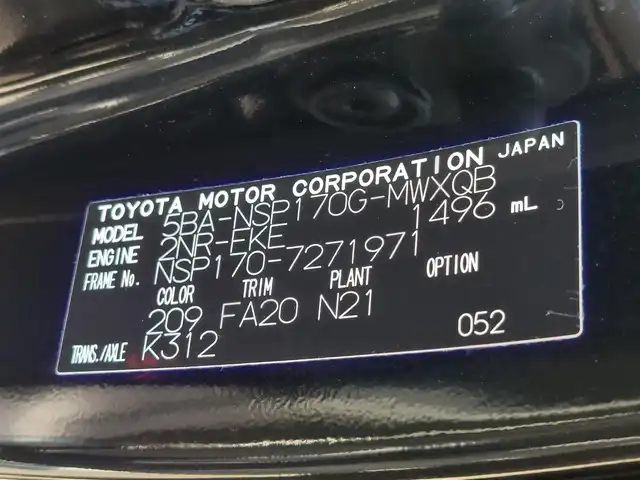 TOYOTA MOTOR CORPORATION JAPAN
MODEL 5BA-NSP170G-MWXQB
ENGINE 2NR-FKE 1496 mL
FRAME No. NSP170-7271971
COLOR TRIM PLANT OPTION
209 FA20 N21
TRANS./AXLE K312 052